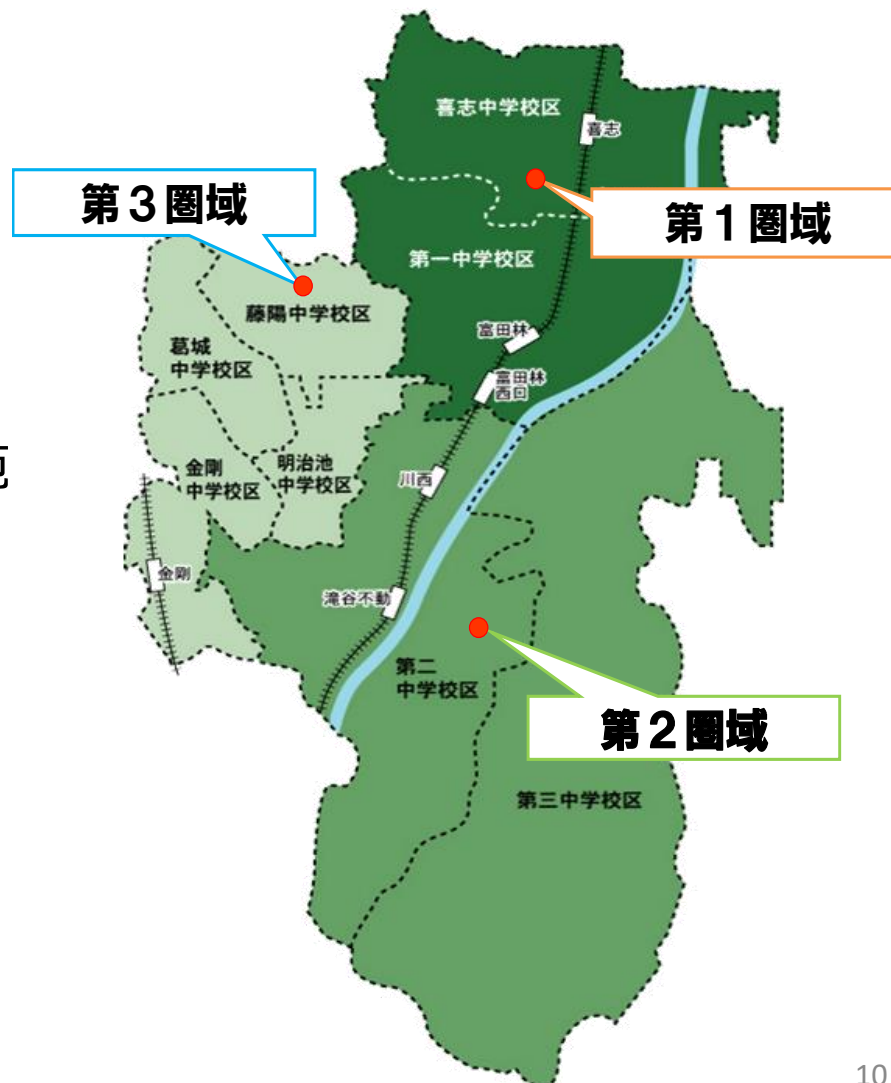 喜志中学校区
喜志
第３圏域
第１圏域
第一中学校区
藤陽中学校区
富田林
葛城
中学校区
富田林
西口
金剛
中学校区
明治池
中学校区
川西
金剛
滝谷不動
第二
中学校区
第２圏域
第三中学校区
10